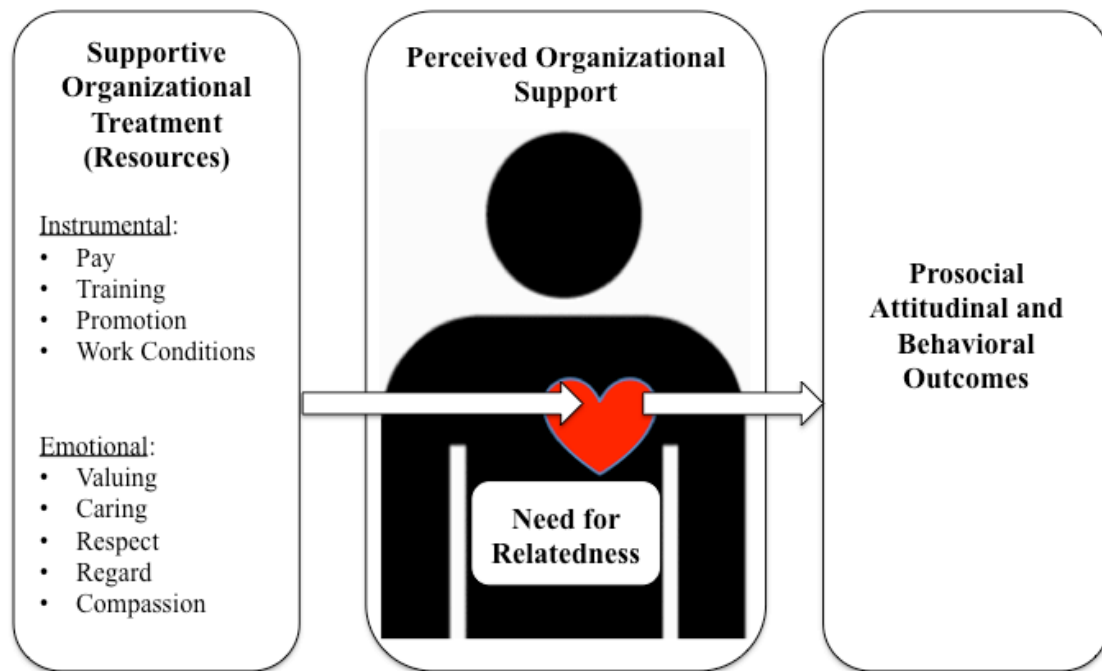 Supportive
Organizational
Treatment
(Resources)
Instrumental:
• Pay
• Training
• Promotion
• Work Conditions
Emotional:
• Valuing
• Caring
• Respect
• Regard
• Compassion
Perceived Organizational
Support
Need for
Relatedness
Prosocial
Attitudinal and
Behavioral
Outcomes